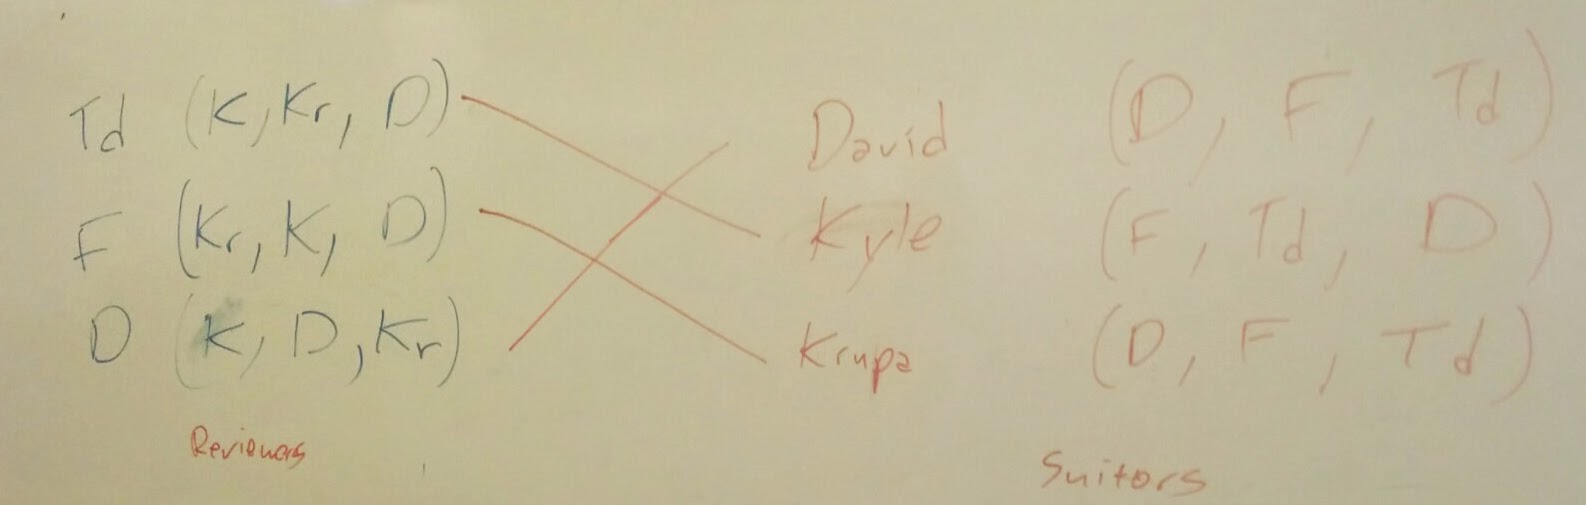 Td (K, Kr, D) David (D, F, Td)
F (Kr, K, D) Kyle (F, Td, D)
D (K, D, Kr) Krupa (D, F, Td)
Reviewers Suitors